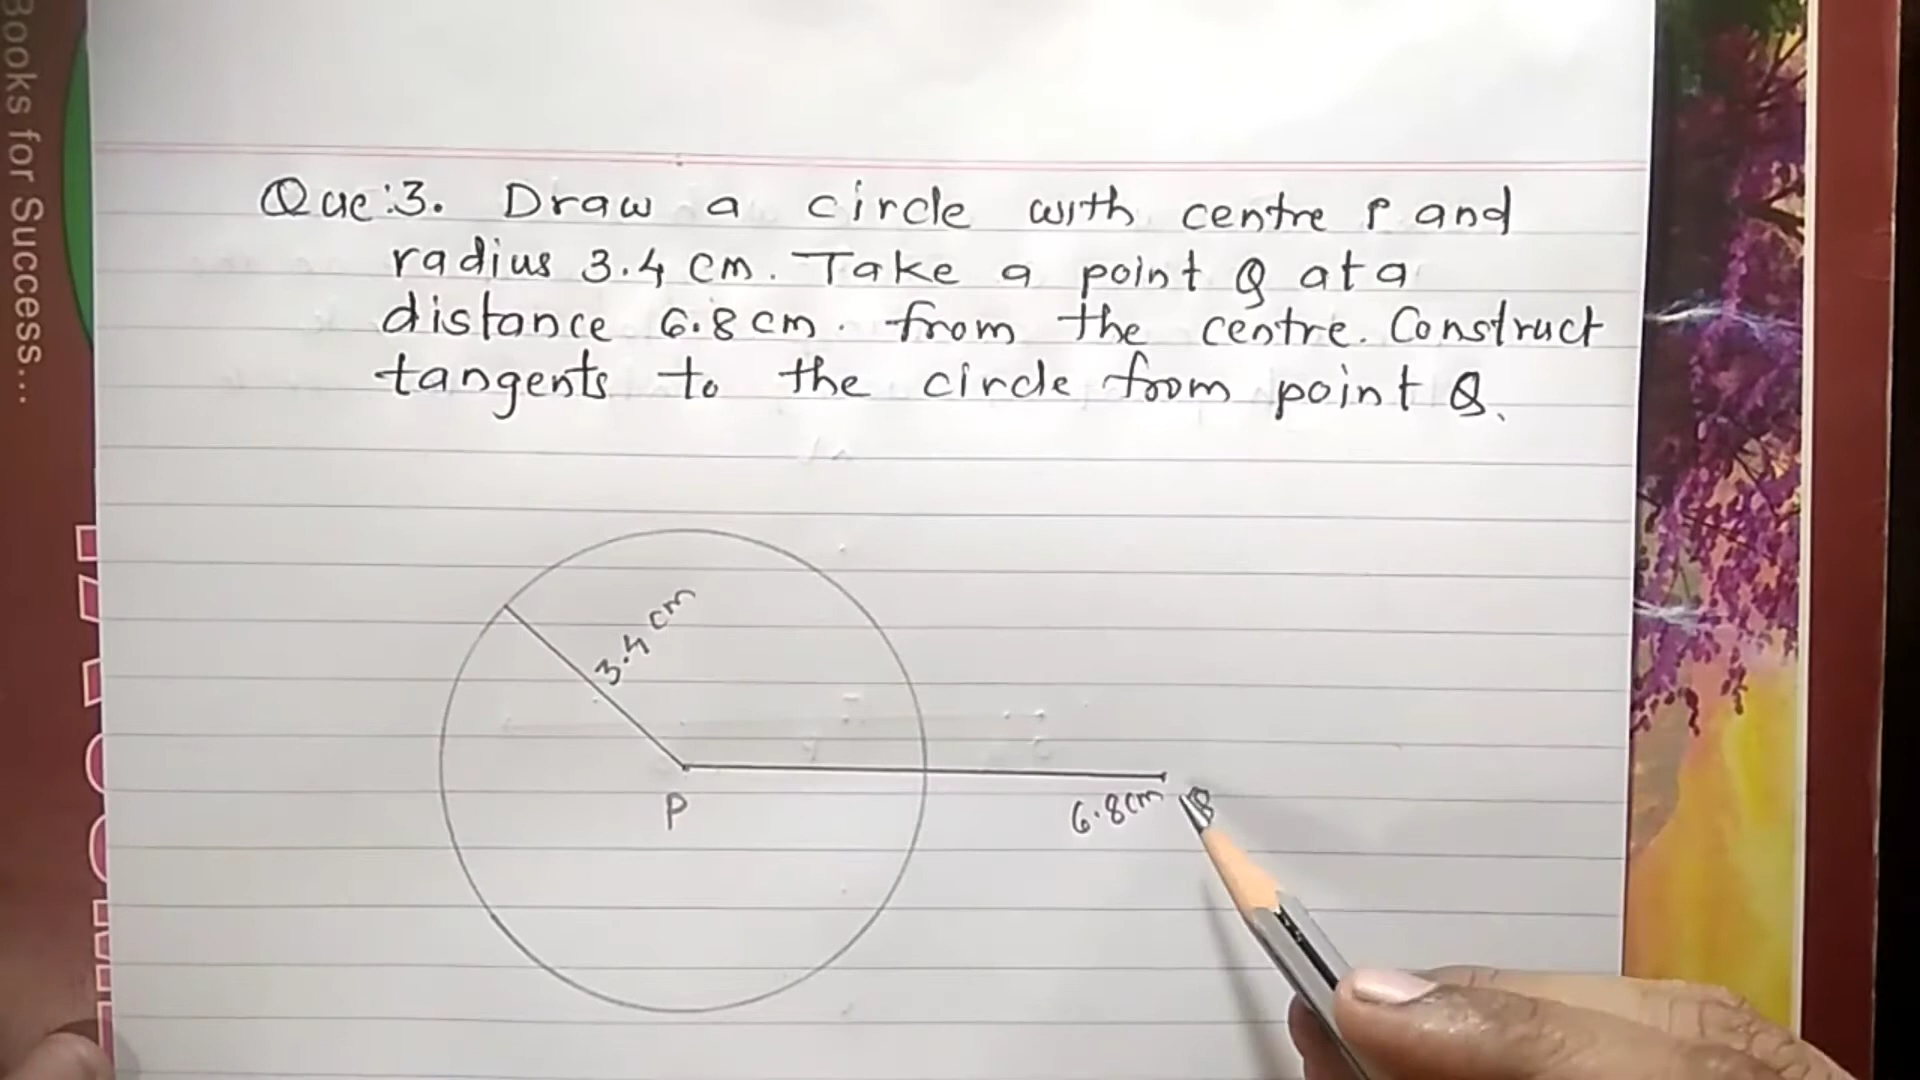 Books for Success...
Que:3. Draw a circle with centre P and
radius 3.4 cm. Take a point Q at a
distance 6.8 cm. from the centre. Construct
tangents to the circle from point Q.
3.4 cm
P
6.8cm
Q